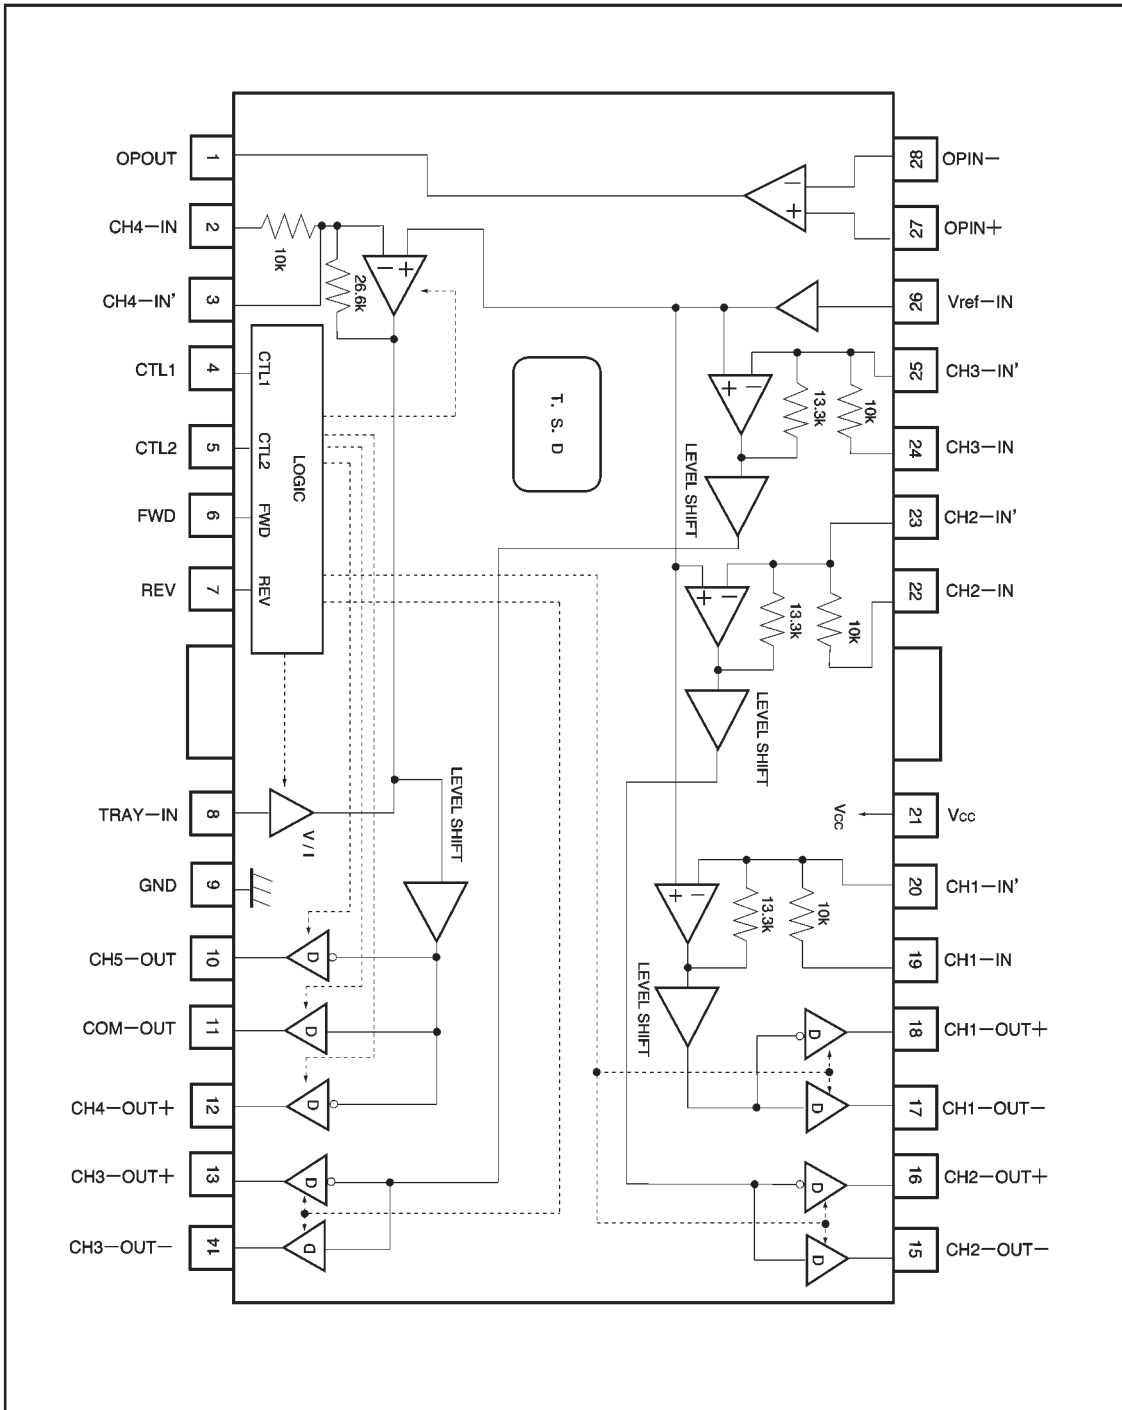 OPOUT 1
CH4-IN 2
10k
CH4-IN' 3
26.6k
− +
CTL1 4 CTL1
CTL2 5 CTL2
LOGIC
FWD 6 FWD
REV 7 REV
TRAY-IN 8
V/I
LEVEL SHIFT
GND 9
CH5-OUT 10 D
COM-OUT 11 D
CH4-OUT+ 12 D
CH3-OUT+ 13 D
CH3-OUT− 14 D
T. S. D
28 OPIN−
−
+
27 OPIN+
26 Vref-IN
25 CH3-IN'
+ −
13.3k
10k
24 CH3-IN
LEVEL SHIFT
23 CH2-IN'
+ −
13.3k
10k
22 CH2-IN
LEVEL SHIFT
Vcc
21 Vcc
20 CH1-IN'
+ −
13.3k
10k
19 CH1-IN
LEVEL SHIFT
D 18 CH1-OUT+
D 17 CH1-OUT−
D 16 CH2-OUT+
D 15 CH2-OUT−